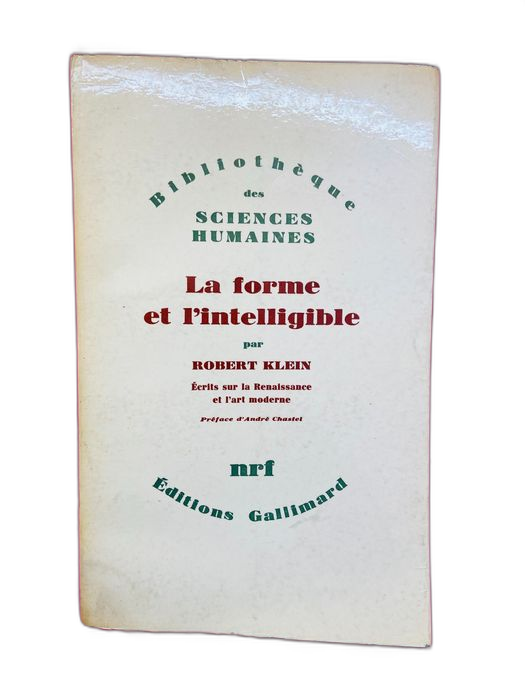 Bibliothèque
des
SCIENCES
HUMAINES
La forme
et l'intelligible
par
ROBERT KLEIN
Écrits sur la Renaissance
et l'art moderne
Préface d'André Chastel
nrf
Éditions Gallimard